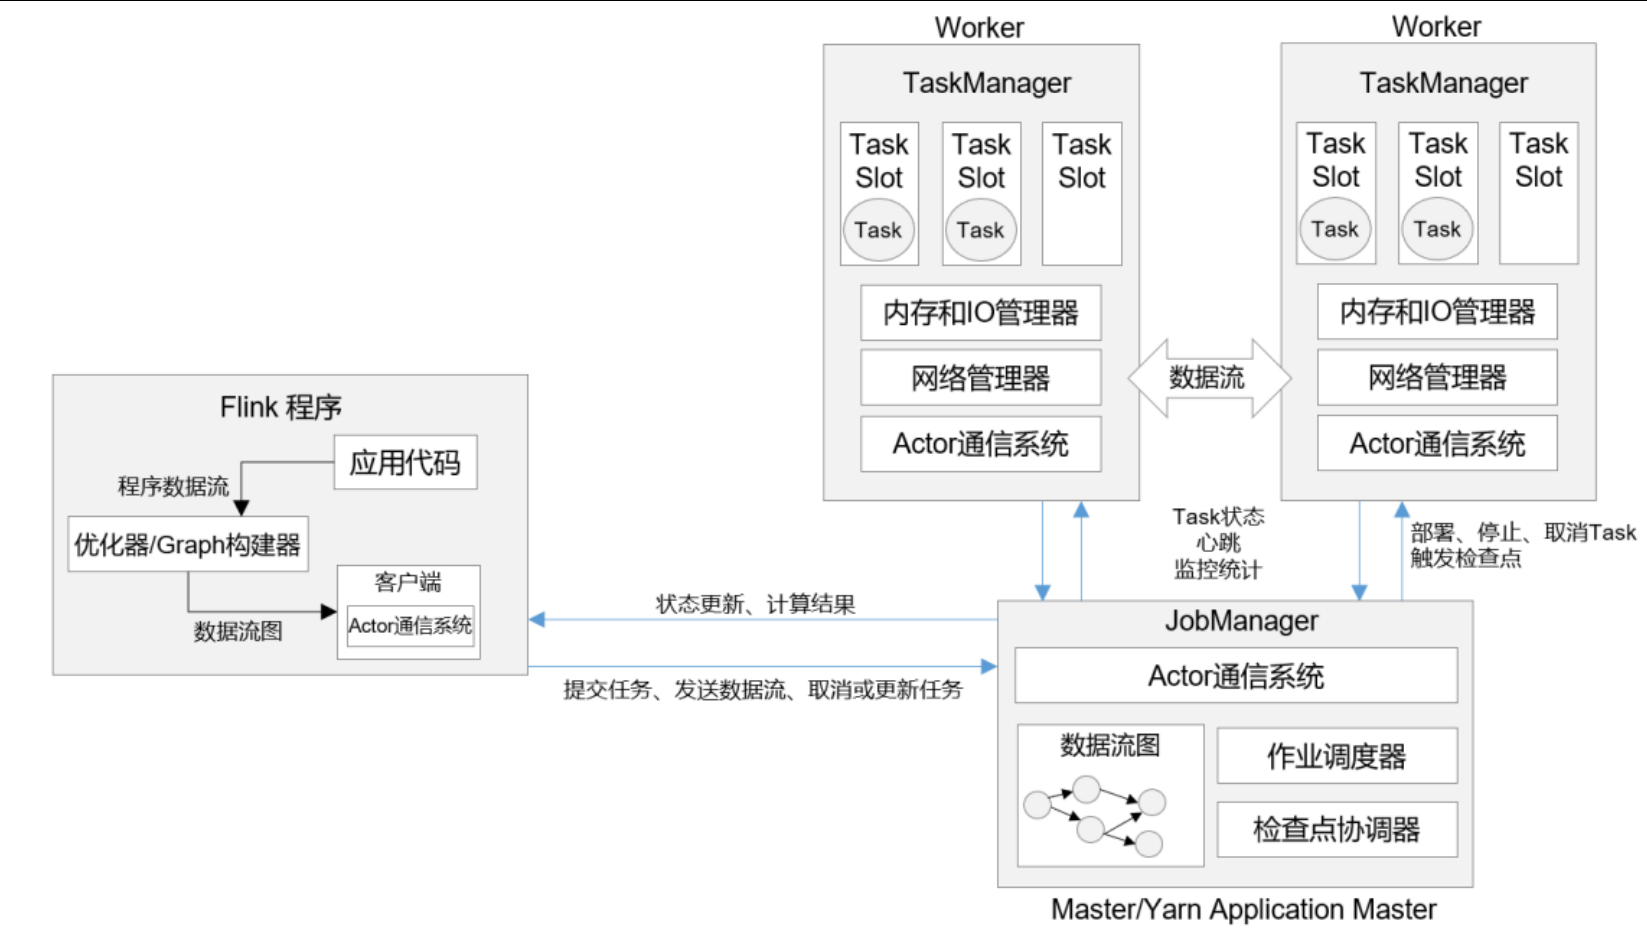 Worker
TaskManager
Task
Slot
Task
Task
Slot
Task
Task
Slot
内存和IO管理器
网络管理器
Actor通信系统
Worker
TaskManager
Task
Slot
Task
Task
Slot
Task
Task
Slot
内存和IO管理器
网络管理器
Actor通信系统
数据流
Flink 程序
应用代码
程序数据流
优化器/Graph构建器
客户端
Actor通信系统
数据流图
状态更新、计算结果
提交任务、发送数据流、取消或更新任务
Task状态
心跳
监控统计
部署、停止、取消Task
触发检查点
JobManager
Actor通信系统
数据流图
作业调度器
检查点协调器
Master/Yarn Application Master